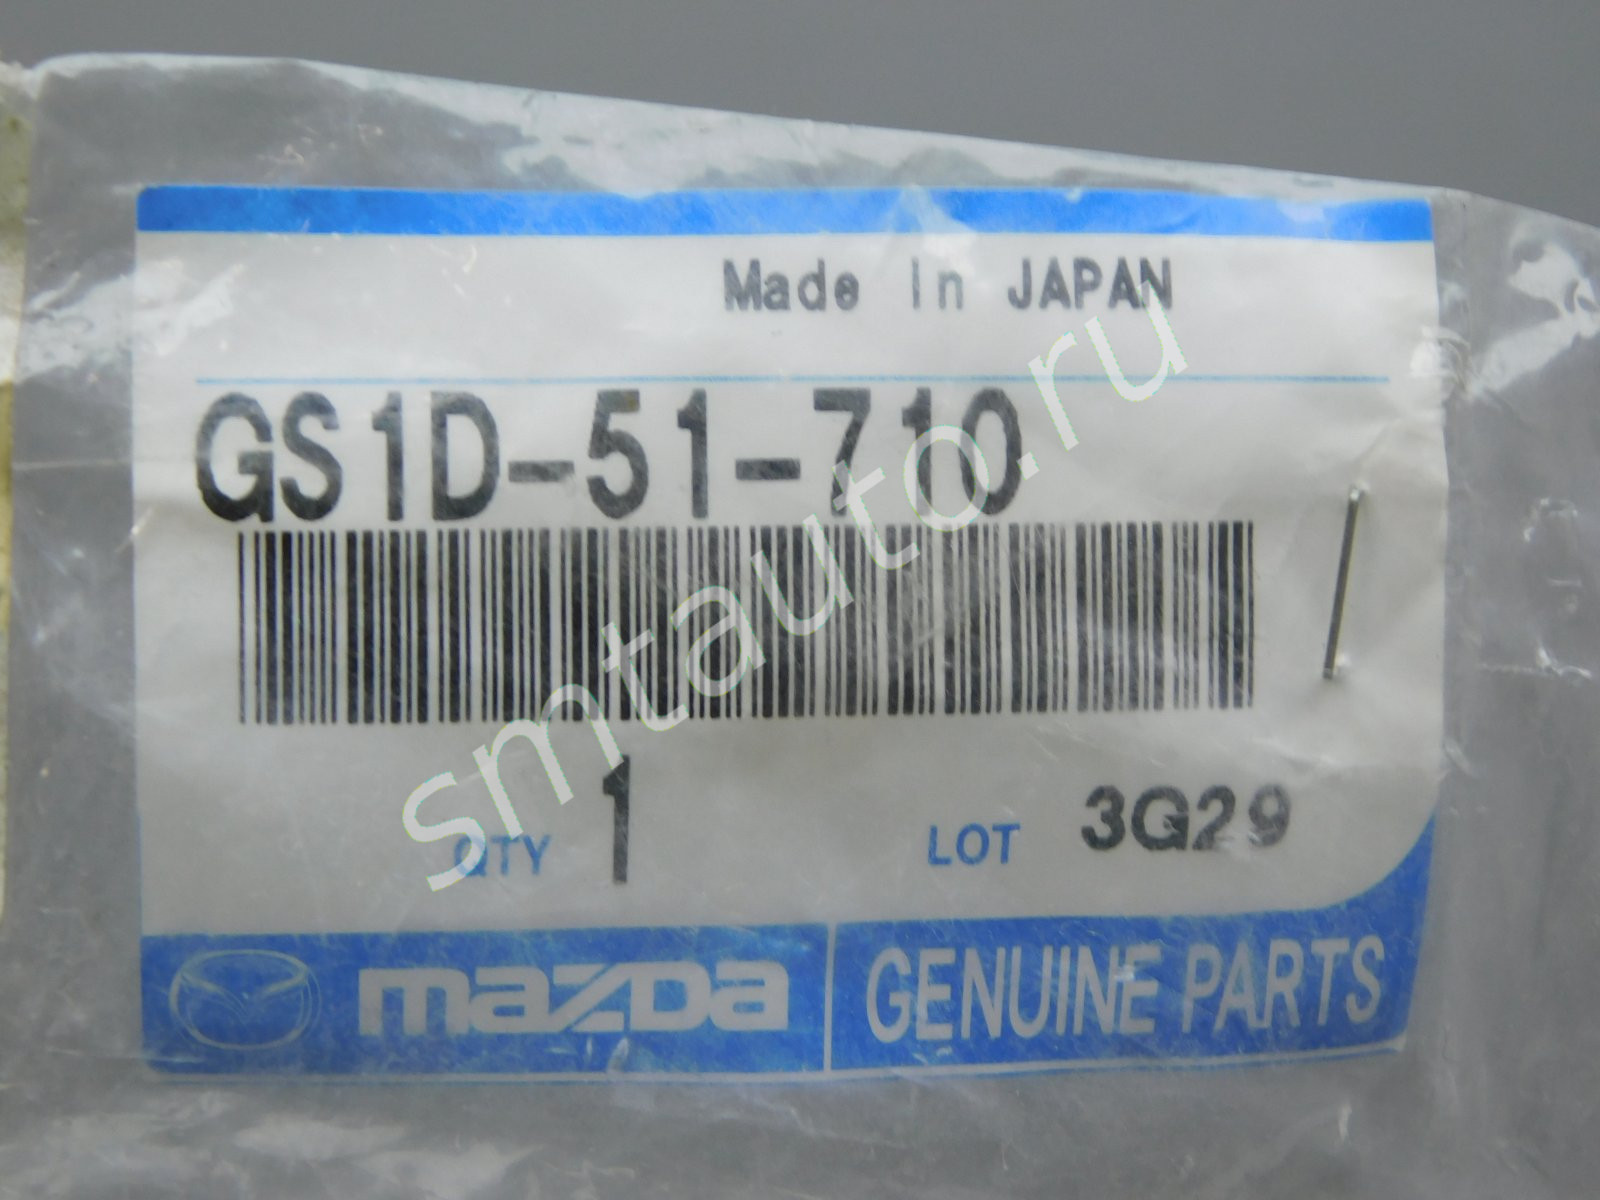 Made In JAPAN
GS1D-51-710
smtauto.ru
QTY 1 LOT 3G29
mazda GENUINE PARTS